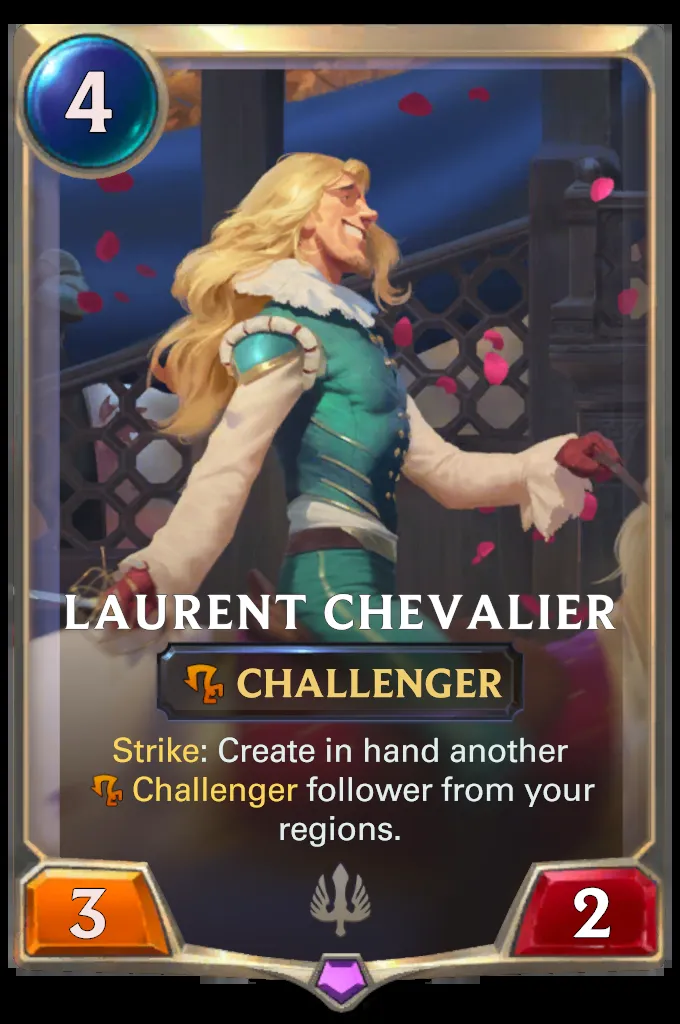 4
LAURENT CHEVALIER
CHALLENGER
Strike: Create in hand another
Challenger follower from your
regions.
3
2